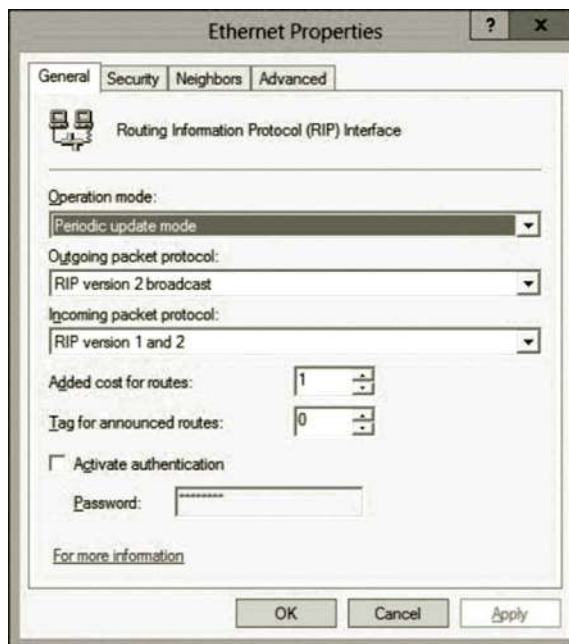 Ethernet Properties
? x
General Security Neighbors Advanced
Routing Information Protocol (RIP) Interface
Operation mode:
Periodic update mode
Outgoing packet protocol:
RIP version 2 broadcast
Incoming packet protocol:
RIP version 1 and 2
Added cost for routes: 1
Tag for announced routes: 0
Activate authentication
Password: ********
For more information
OK Cancel Apply